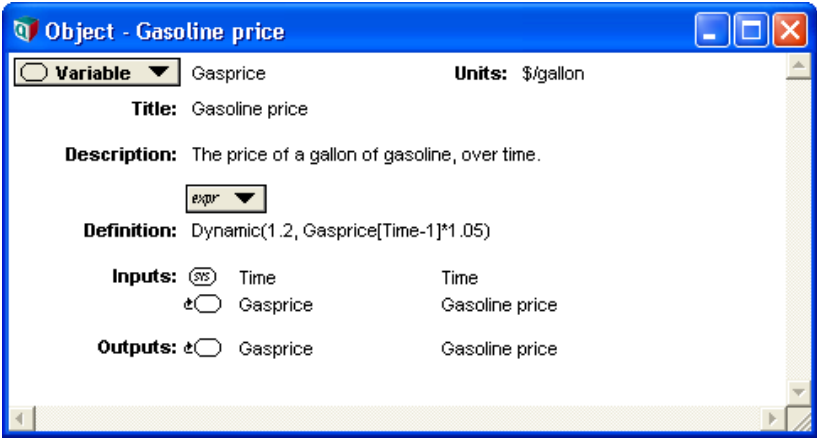 Object - Gasoline price
Variable Gasprice Units: $/gallon
Title: Gasoline price
Description: The price of a gallon of gasoline, over time.
expr
Definition: Dynamic(1.2, Gasprice[Time-1]*1.05)
Inputs: sys Time Time
Gasprice Gasoline price
Outputs: Gasprice Gasoline price